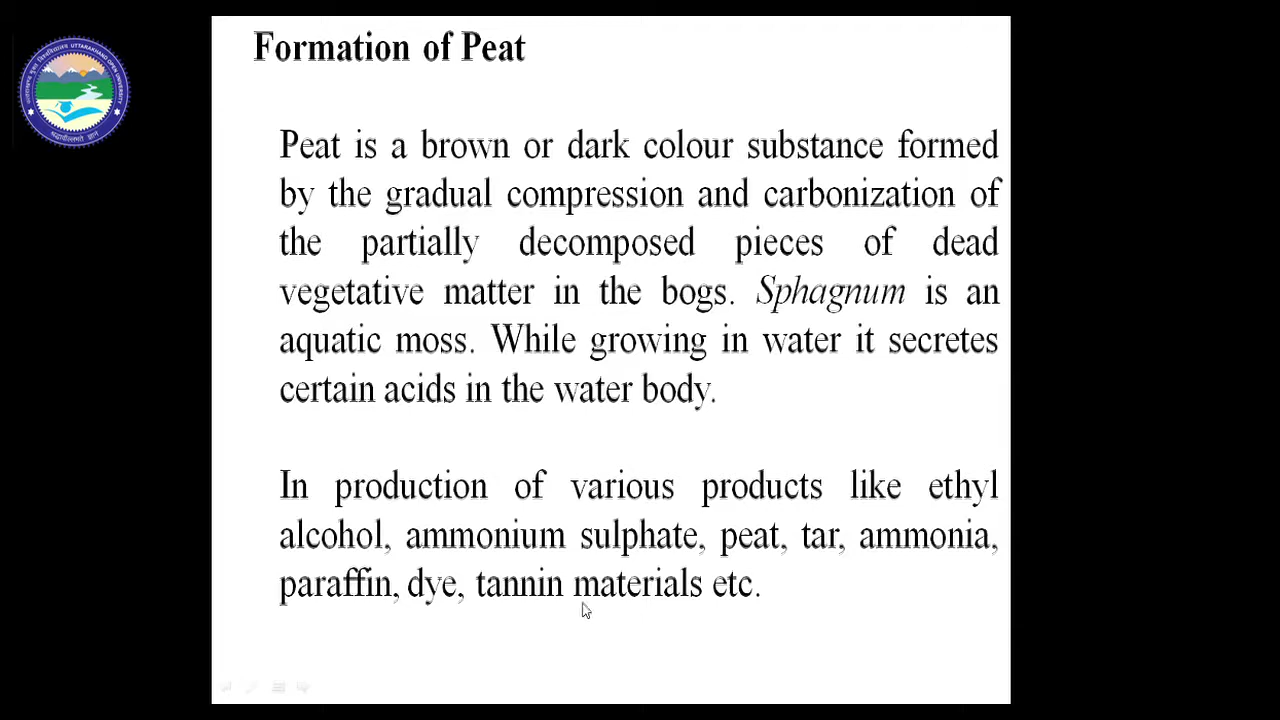 Formation of Peat
Peat is a brown or dark colour substance formed
by the gradual compression and carbonization of
the partially decomposed pieces of dead
vegetative matter in the bogs. Sphagnum is an
aquatic moss. While growing in water it secretes
certain acids in the water body.
In production of various products like ethyl
alcohol, ammonium sulphate, peat, tar, ammonia,
paraffin, dye, tannin materials etc.
UTTARAKHAND OPEN UNIVERSITY